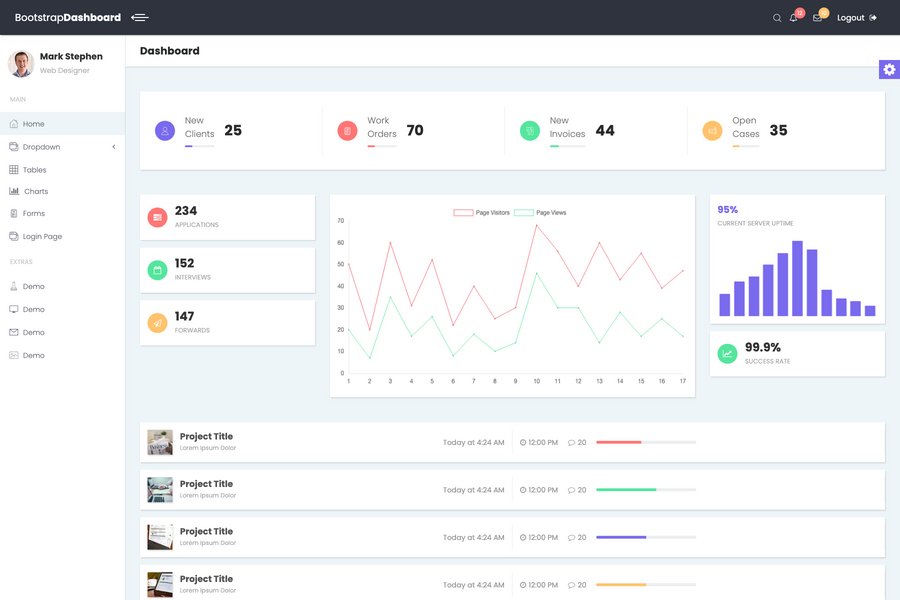 BootstrapDashboard
12
Logout
Mark Stephen
Web Designer
MAIN
Home
Dropdown
Tables
Charts
Forms
Login Page
EXTRAS
Demo
Demo
Demo
Demo
Dashboard
New
Clients
25
Work
Orders
70
New
Invoices
44
Open
Cases
35
234
APPLICATIONS
152
INTERVIEWS
147
FORWARDS
Page Visitors Page Views
70
60
50
40
30
20
10
0
1 2 3 4 5 6 7 8 9 10 11 12 13 14 15 16 17
95%
CURRENT SERVER UPTIME
99.9%
SUCCESS RATE
Project Title
Lorem Ipsum Dolor
Today at 4:24 AM 12:00 PM 20
Project Title
Lorem Ipsum Dolor
Today at 4:24 AM 12:00 PM 20
Project Title
Lorem Ipsum Dolor
Today at 4:24 AM 12:00 PM 20
Project Title
Lorem Ipsum Dolor
Today at 4:24 AM 12:00 PM 20